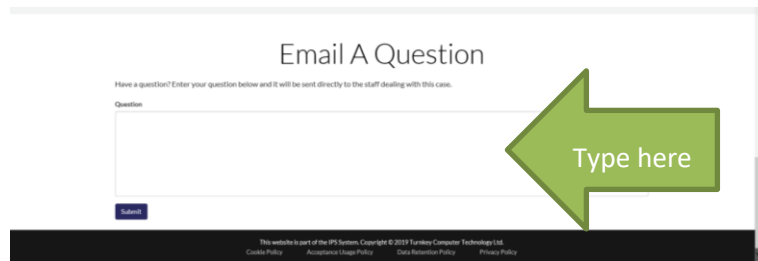 Email A Question
Have a question? Enter your question below and it will be sent directly to the staff dealing with this case.
Question
Type here
Submit
This website is part of the IPS System. Copyright © 2019 Turnkey Computer Technology Ltd.
Cookie Policy Acceptance Usage Policy Data Retention Policy Privacy Policy